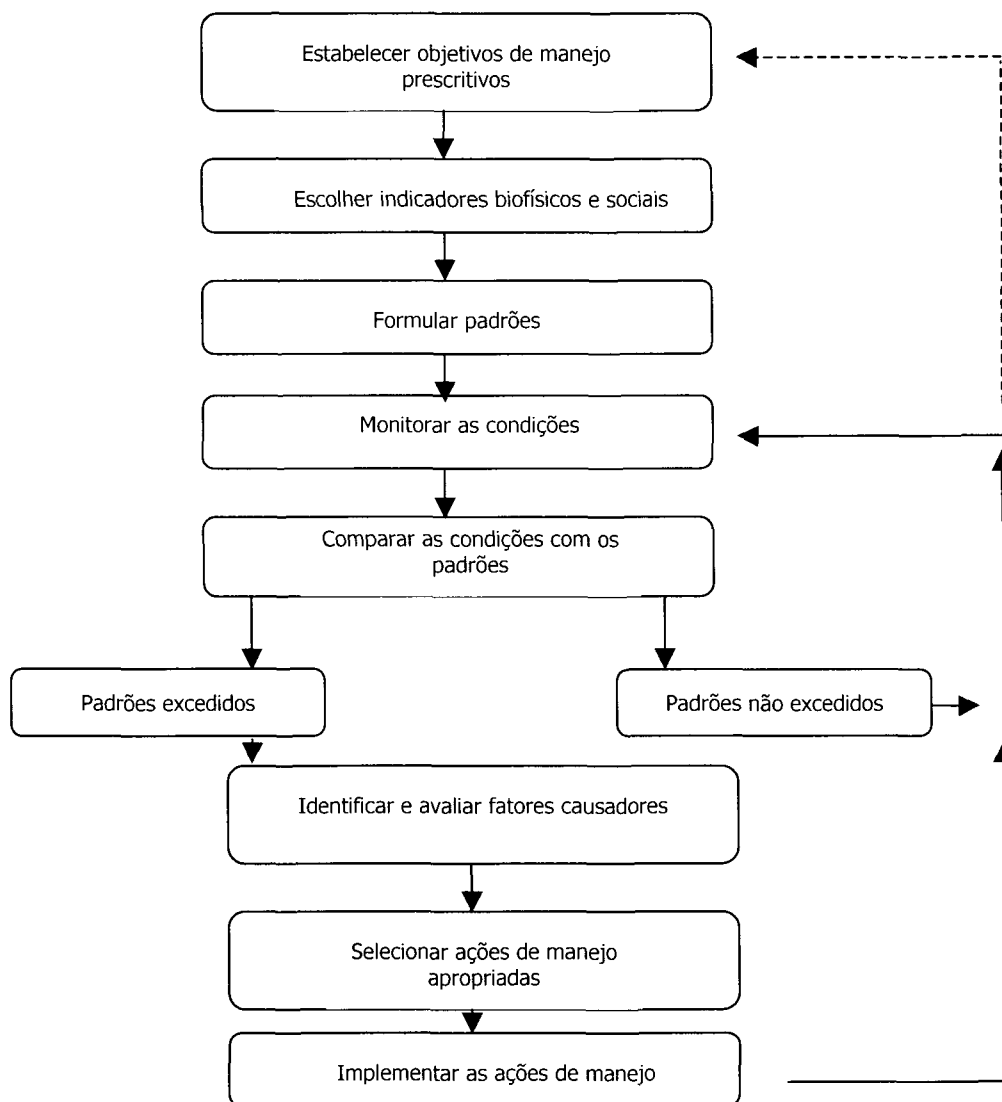 Estabelecer objetivos de manejo
prescritivos
Escolher indicadores biofísicos e sociais
Formular padrões
Monitorar as condições
Comparar as condições com os
padrões
Padrões excedidos
Padrões não excedidos
Identificar e avaliar fatores causadores
Selecionar ações de manejo
apropriadas
Implementar as ações de manejo